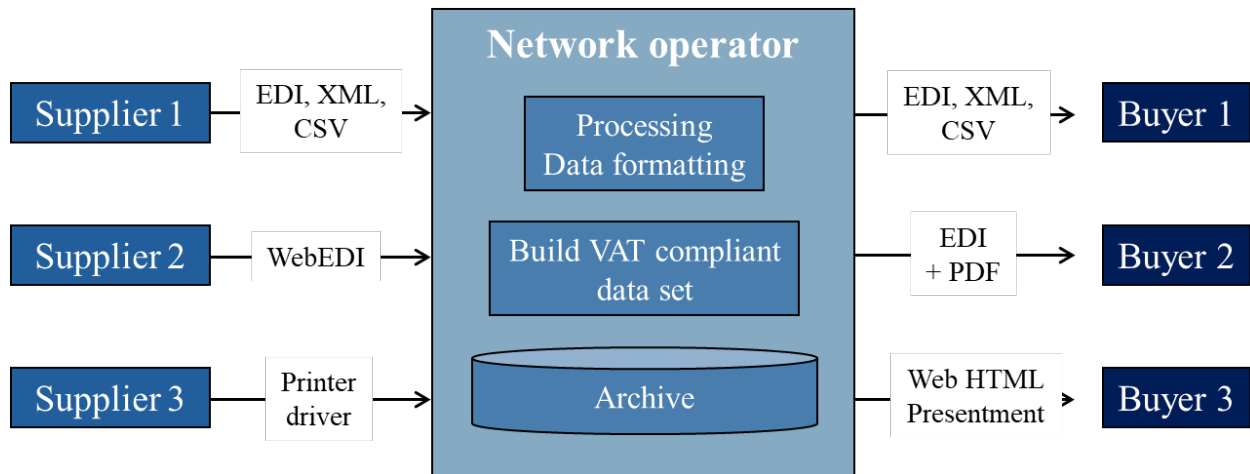 Network operator
Supplier 1
EDI, XML,
CSV
Processing
Data formatting
EDI, XML,
CSV
Buyer 1
Supplier 2
WebEDI
Build VAT compliant
data set
EDI
+ PDF
Buyer 2
Supplier 3
Printer
driver
Archive
Web HTML
Presentment
Buyer 3